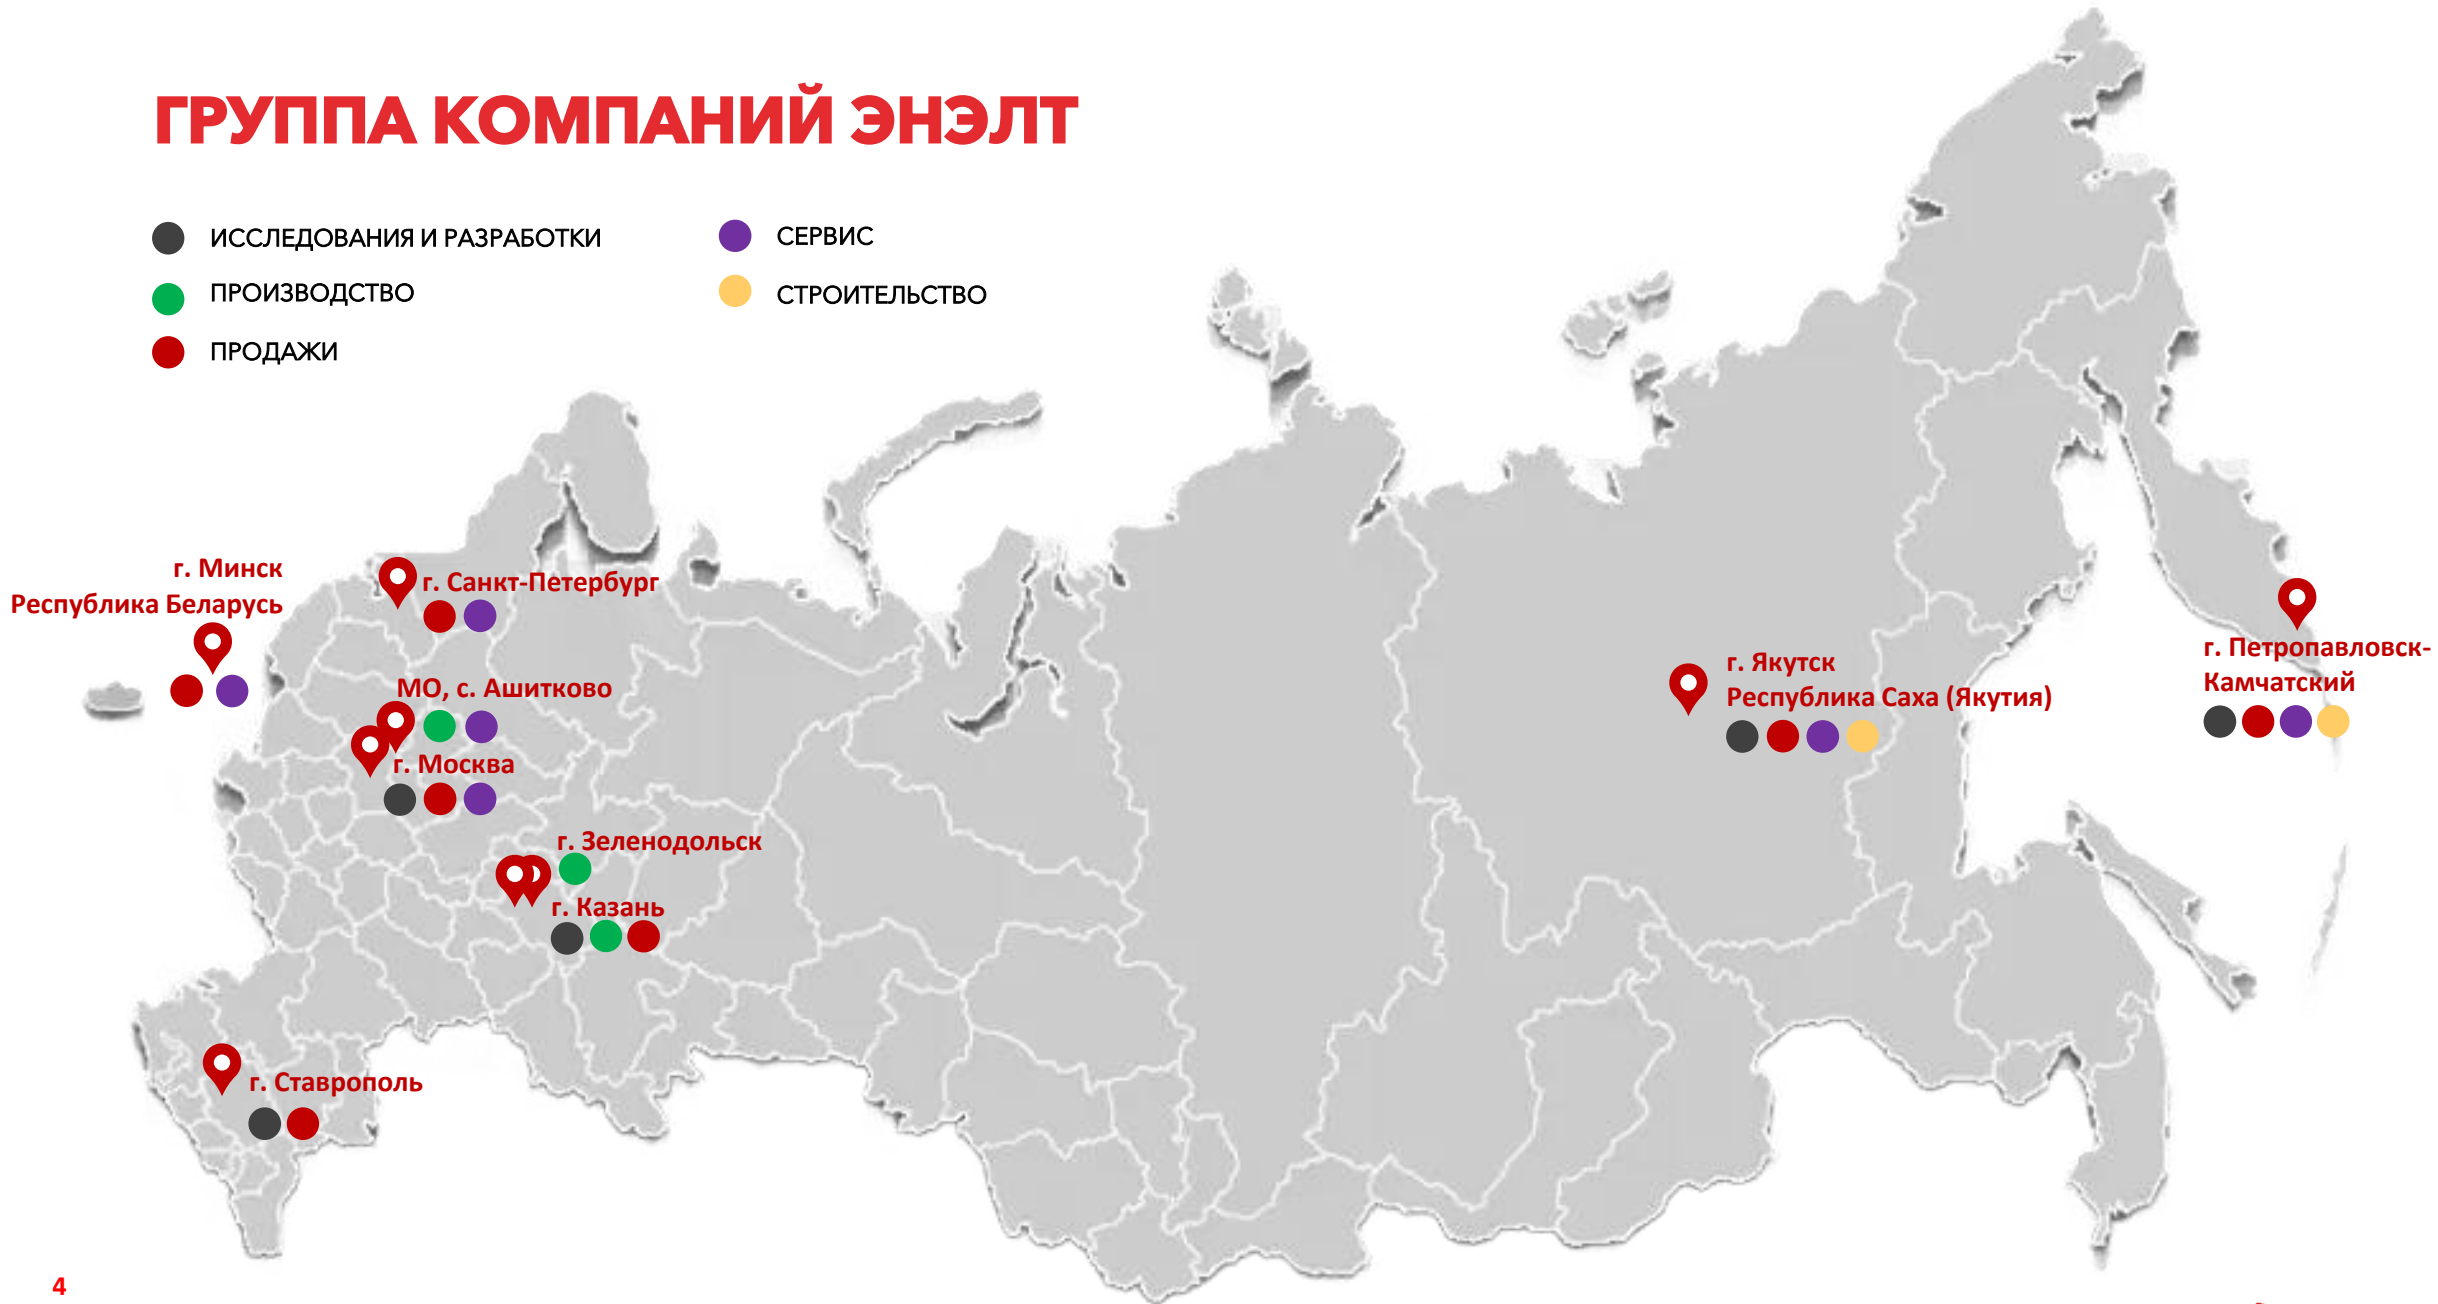 ГРУППА КОМПАНИЙ ЭНЭЛТ
ИССЛЕДОВАНИЯ И РАЗРАБОТКИ
ПРОИЗВОДСТВО
ПРОДАЖИ
СЕРВИС
СТРОИТЕЛЬСТВО
г. Минск
Республика Беларусь
г. Санкт-Петербург
МО, с. Ашитково
г. Москва
г. Зеленодольск
г. Казань
г. Ставрополь
г. Якутск
Республика Саха (Якутия)
г. Петропавловск-
Камчатский
4